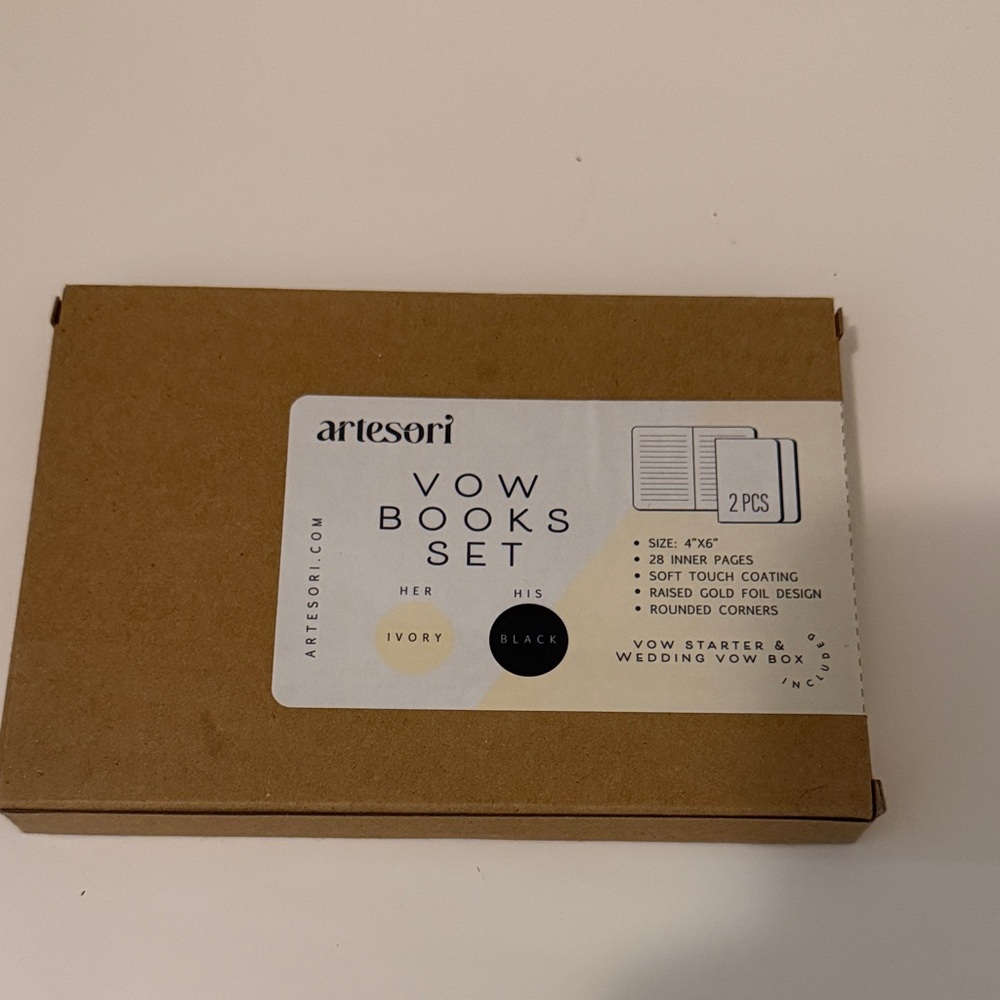 artesori
VOW
BOOKS
SET
HER
IVORY
HIS
BLACK
ARTESORI.COM
2 PCS
• SIZE: 4"X6"
• 28 INNER PAGES
• SOFT TOUCH COATING
• RAISED GOLD FOIL DESIGN
• ROUNDED CORNERS
VOW STARTER &
WEDDING VOW BOX
INCLUDED